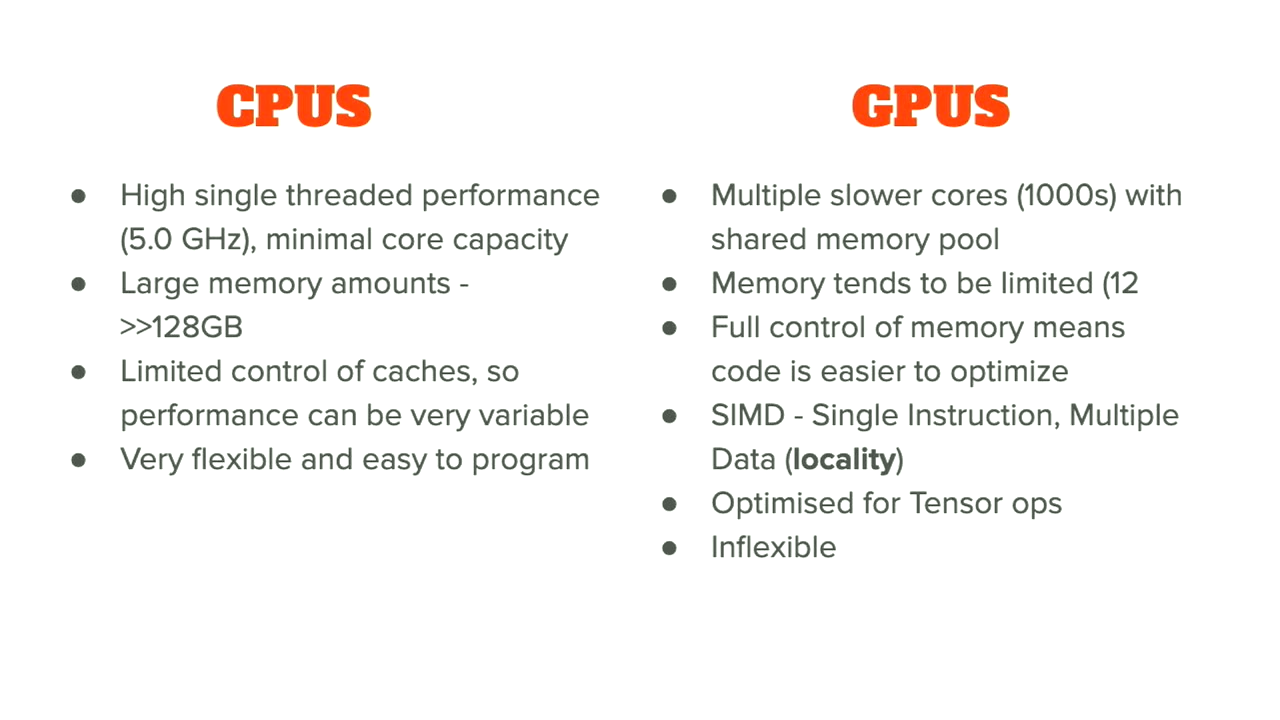 CPUS
● High single threaded performance
(5.0 GHz), minimal core capacity
● Large memory amounts -
>>128GB
● Limited control of caches, so
performance can be very variable
● Very flexible and easy to program
GPUS
● Multiple slower cores (1000s) with
shared memory pool
● Memory tends to be limited (12
● Full control of memory means
code is easier to optimize
● SIMD - Single Instruction, Multiple
Data (locality)
● Optimised for Tensor ops
● Inflexible